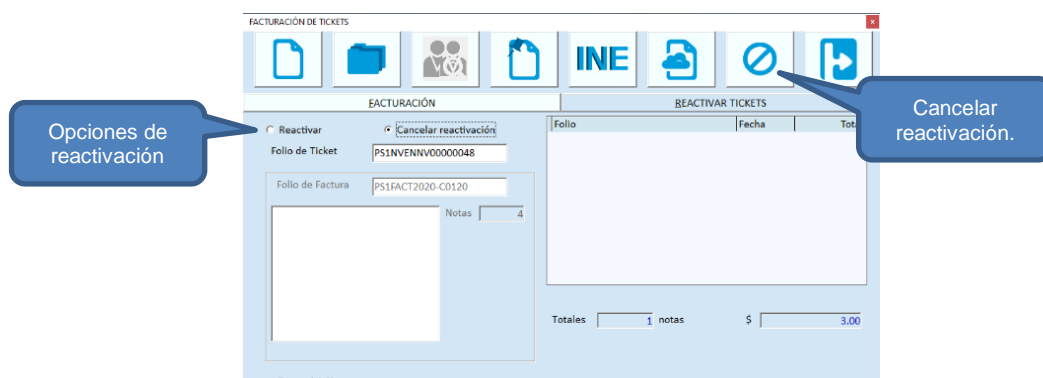 FACTURACIÓN DE TICKETS
INE
FACTURACIÓN
REACTIVAR TICKETS
Opciones de
reactivación
Cancelar
reactivación.
Reactivar
Cancelar reactivación
Folio de Ticket
PS1NVENNV00000048
Folio de Factura
PS1FACT2020-C0120
Notas
4
Folio
Fecha
Tota
Totales
1
notas
$
3.00